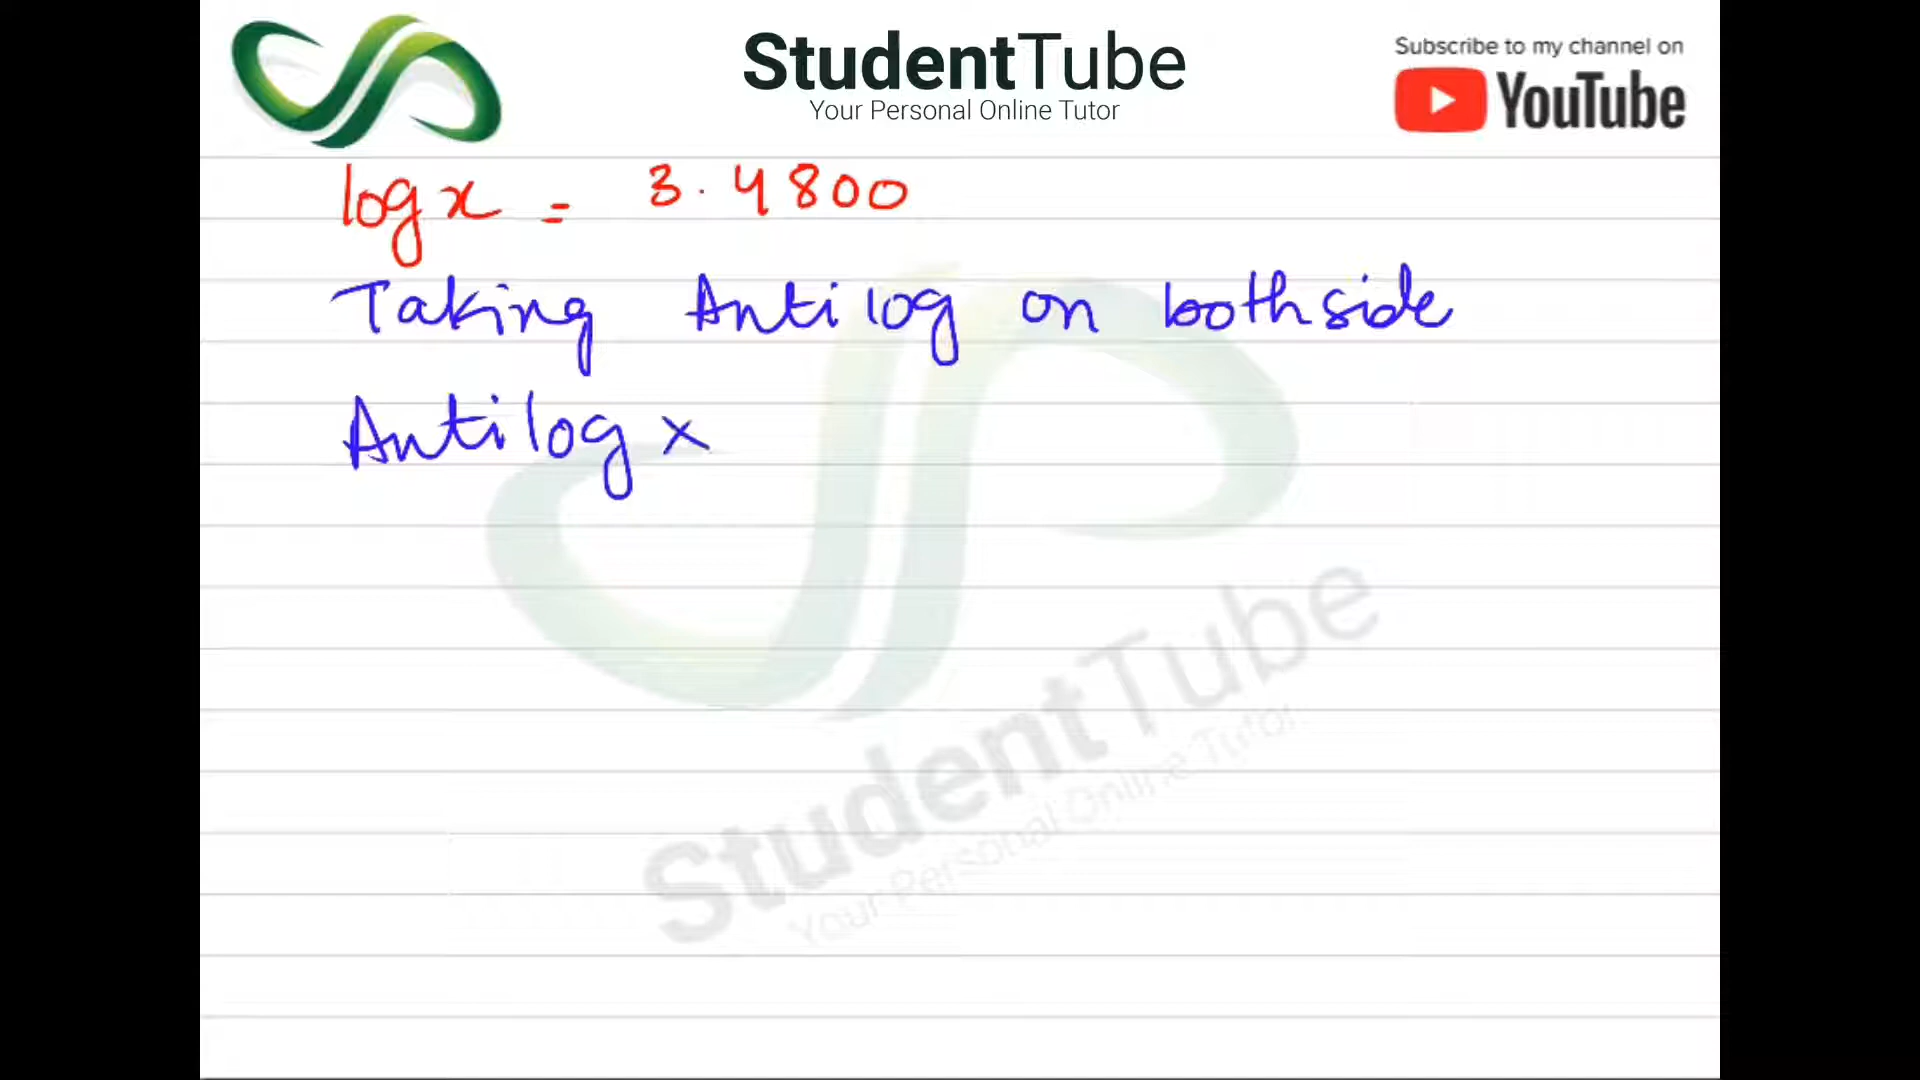 StudentTube
Your Personal Online Tutor
Subscribe to my channel on
YouTube
log x = 3.4800
Taking Antilog on bothside
Antilog x
StudentTube
Your Personal Online Tutor